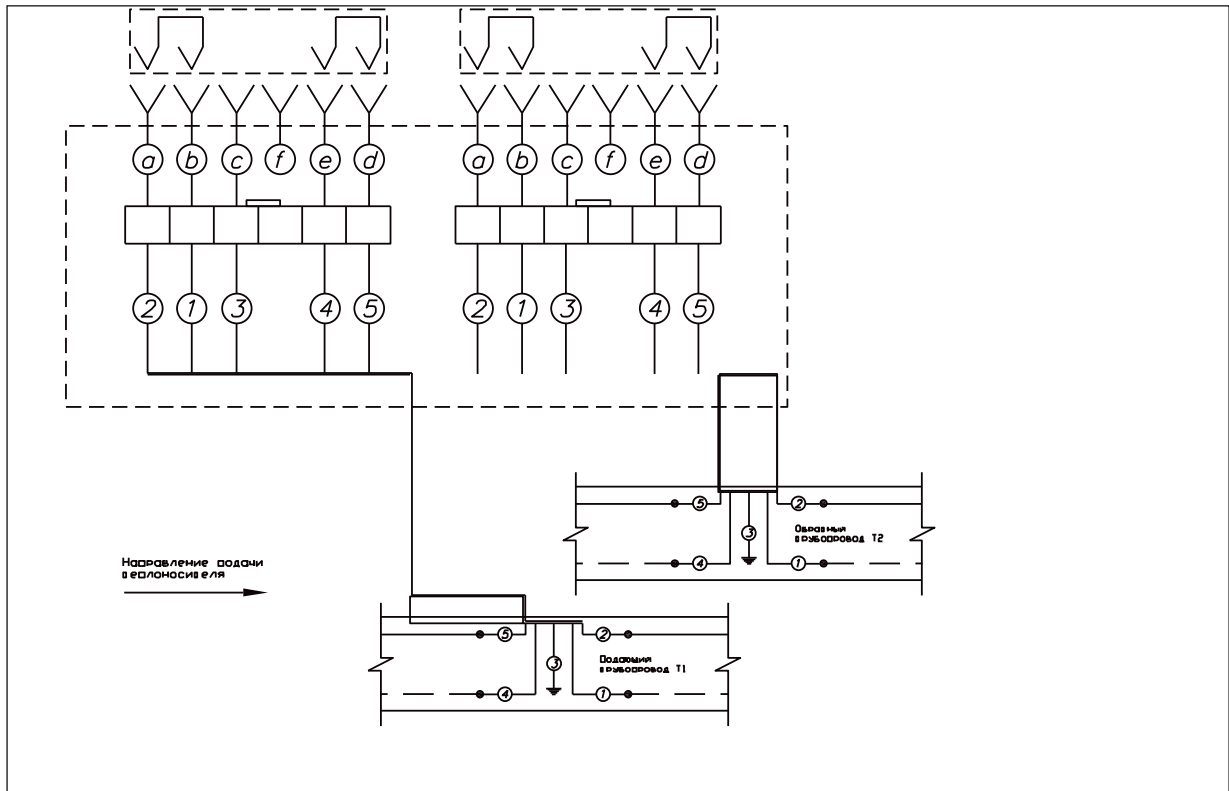 a b c f e d a b c f e d
2 1 3 4 5 2 1 3 4 5
5 2
3
Обратный
трубопровод Т2
4 1
Направление подачи
теплоносителя
5 2
3
Подающий
трубопровод Т1
4 1